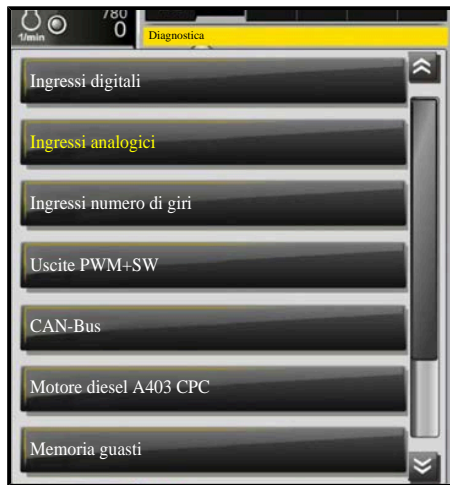 780
1/min 0
Diagnostica
Ingressi digitali
Ingressi analogici
Ingressi numero di giri
Uscite PWM+SW
CAN-Bus
Motore diesel A403 CPC
Memoria guasti